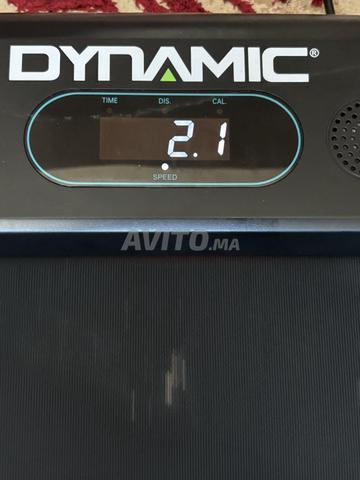 DYNAMIC®
TIME DIS. CAL.
2.1
SPEED
AVITO.MA